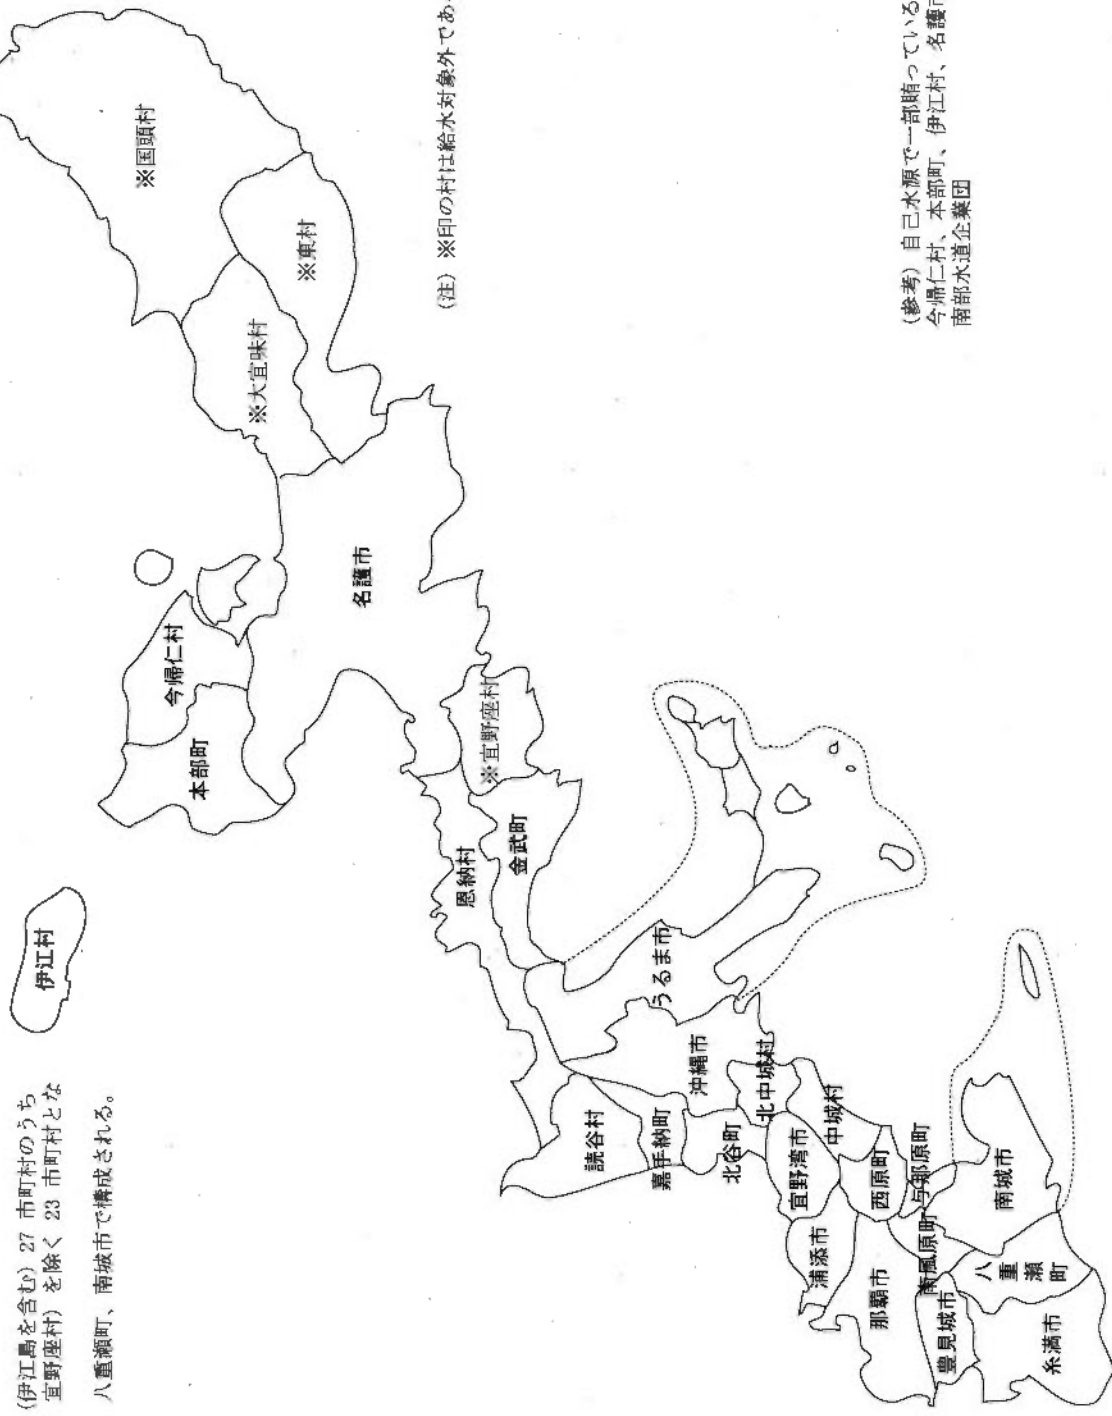 (伊江島を含む) 27 市町村のうち
宜野座村) を除く 23 市町村とな
八重瀬町、南城市で構成される。
伊江村
本部町
今帰仁村
名護市
※大宜味村
※国頭村
※東村
※宜野座村
恩納村
金武町
うるま市
沖縄市
読谷村
嘉手納町
北谷町
北中城村
宜野湾市
中城村
浦添市
西原町
那覇市
与那原町
南風原町
南城市
豊見城市
八重瀬町
糸満市
(注) ※印の村は給水対象外であ
(参考) 自己水源で一部賄っている
今帰仁村、本部町、伊江村、名護市
南部水道企業団